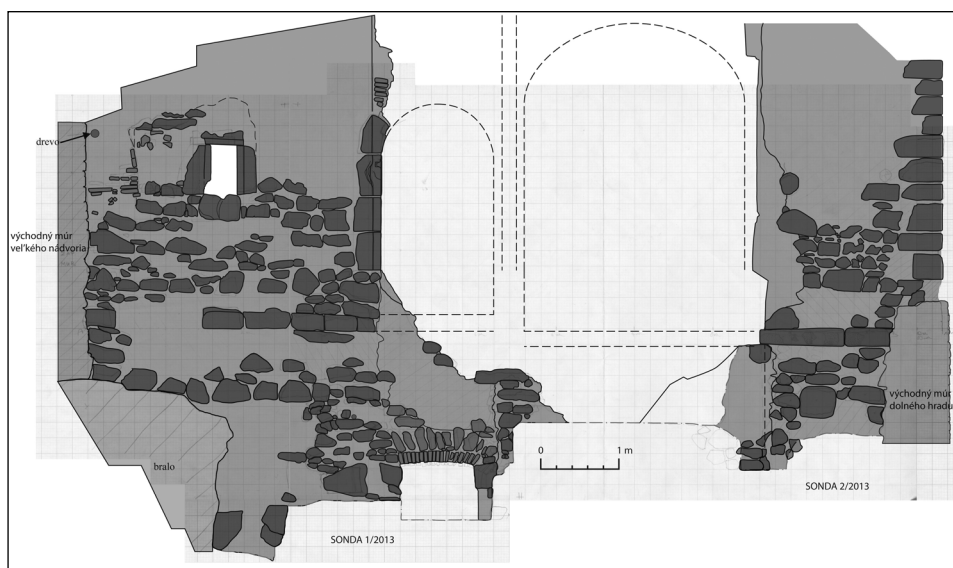 drevo
východný múr
veľkého nádvoria
bralo
0 1 m
východný múr
dolného hradu
SONDA 2/2013
SONDA 1/2013